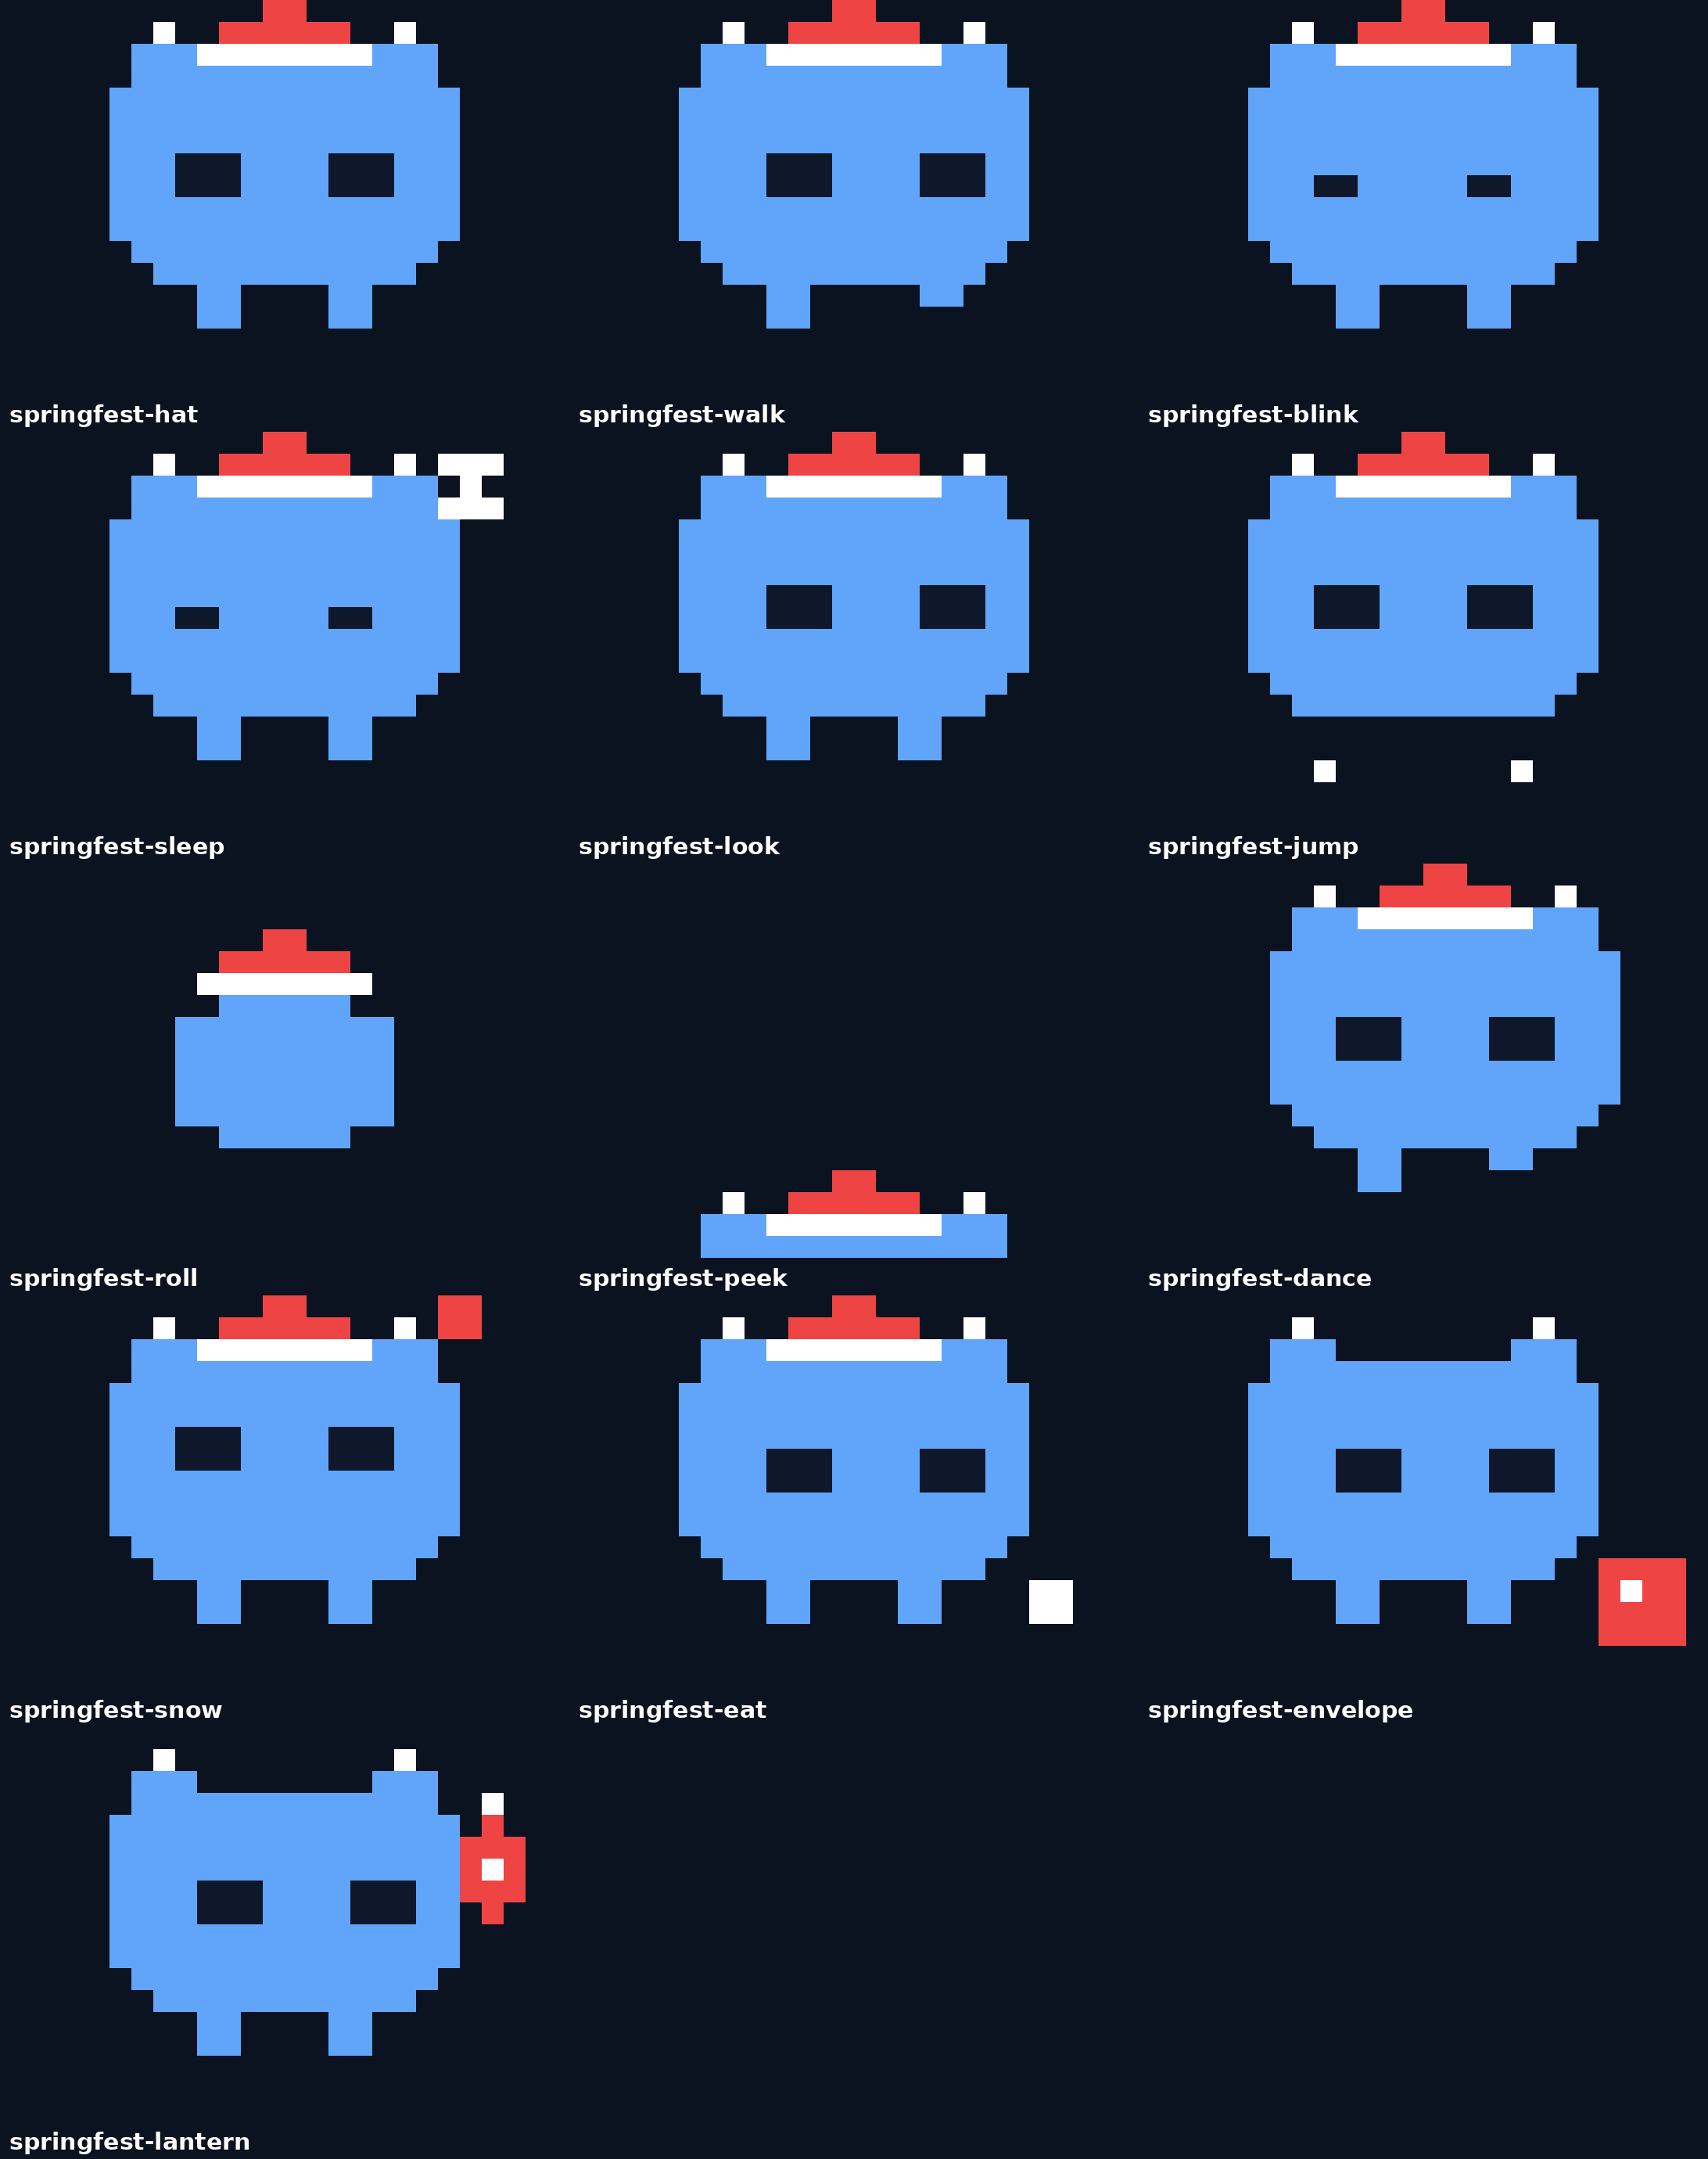 springfest-hat
springfest-walk
springfest-blink
springfest-sleep
springfest-look
springfest-jump
springfest-roll
springfest-peek
springfest-dance
springfest-snow
springfest-eat
springfest-envelope
springfest-lantern